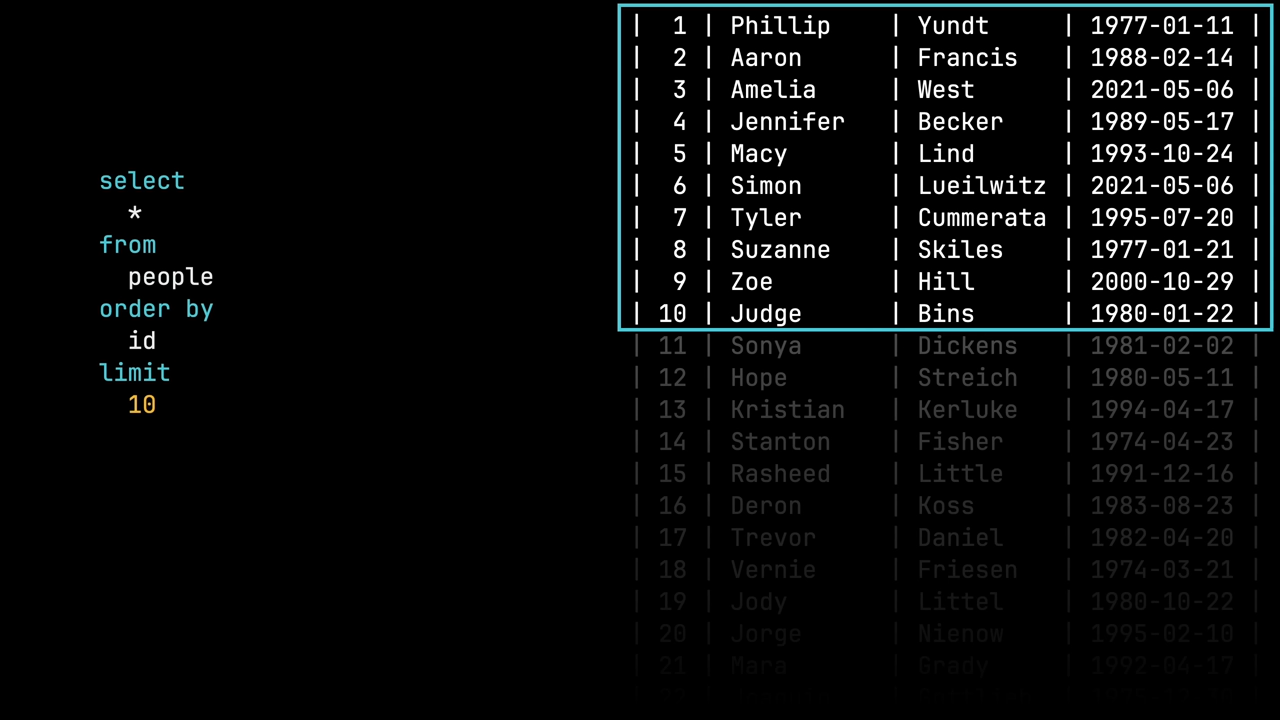 select
*
from
people
order by
id
limit
10
| 1 | Phillip | Yundt | 1977-01-11 |
| 2 | Aaron | Francis | 1988-02-14 |
| 3 | Amelia | West | 2021-05-06 |
| 4 | Jennifer | Becker | 1989-05-17 |
| 5 | Macy | Lind | 1993-10-24 |
| 6 | Simon | Lueilwitz | 2021-05-06 |
| 7 | Tyler | Cummerata | 1995-07-20 |
| 8 | Suzanne | Skiles | 1977-01-21 |
| 9 | Zoe | Hill | 2000-10-29 |
| 10 | Judge | Bins | 1980-01-22 |
| 11 | Sonya | Dickens | 1981-02-02 |
| 12 | Hope | Streich | 1980-05-11 |
| 13 | Kristian | Kerluke | 1994-04-17 |
| 14 | Stanton | Fisher | 1974-04-23 |
| 15 | Rasheed | Little | 1991-12-16 |
| 16 | Deron | Koss | 1983-08-23 |
| 17 | Trevor | Daniel | 1982-04-20 |
| 18 | Vernie | Friesen | 1974-03-21 |
| 19 | Jody | Littel | 1980-10-22 |
| 20 | Jorge | Nienow | 1995-02-10 |
| 21 | Mara | Grady | 1992-04-17 |